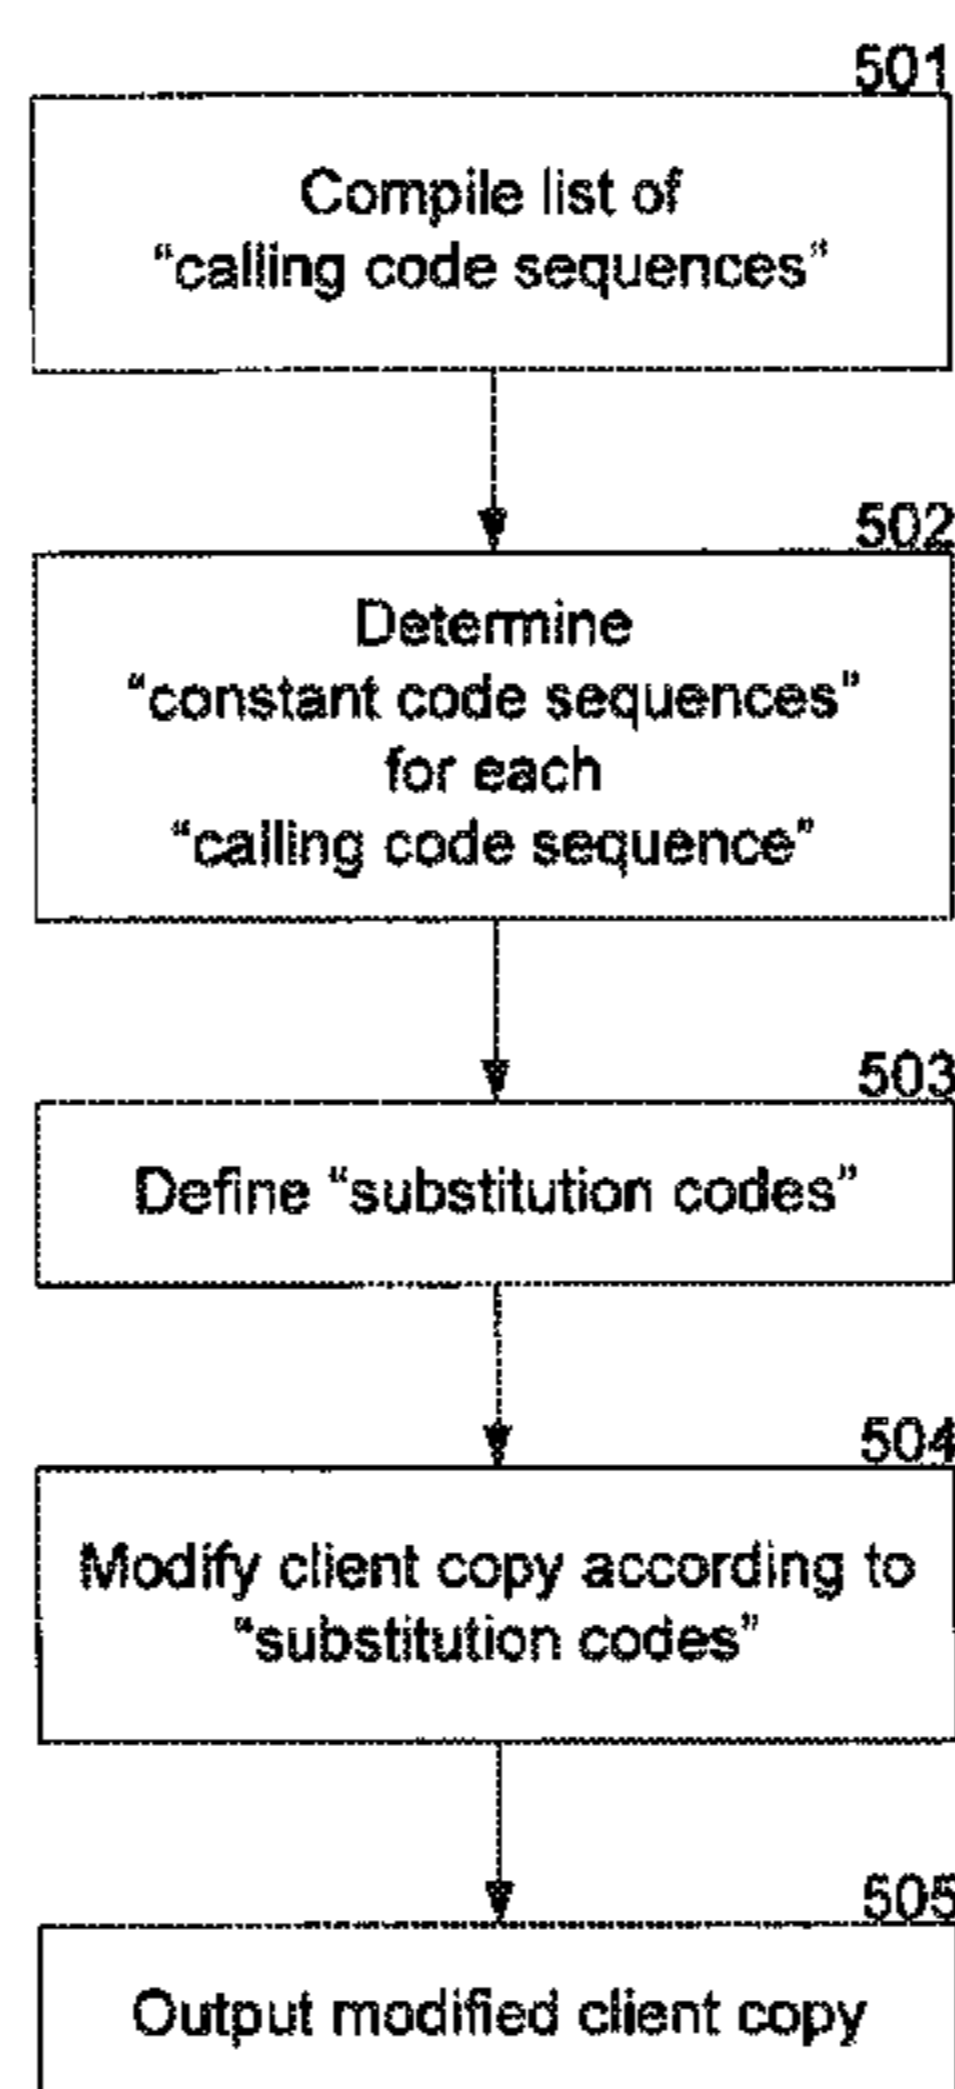 501
Compile list of
“calling code sequences”
502
Determine
“constant code sequences”
for each
“calling code sequence”
503
Define “substitution codes”
504
Modify client copy according to
“substitution codes”
505
Output modified client copy